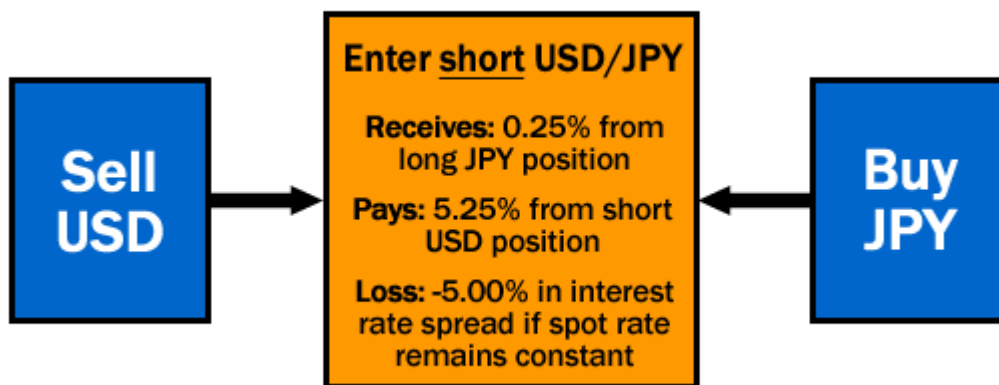 Sell
USD
Enter short USD/JPY
Receives: 0.25% from
long JPY position
Pays: 5.25% from short
USD position
Loss: -5.00% in interest
rate spread if spot rate
remains constant
Buy
JPY